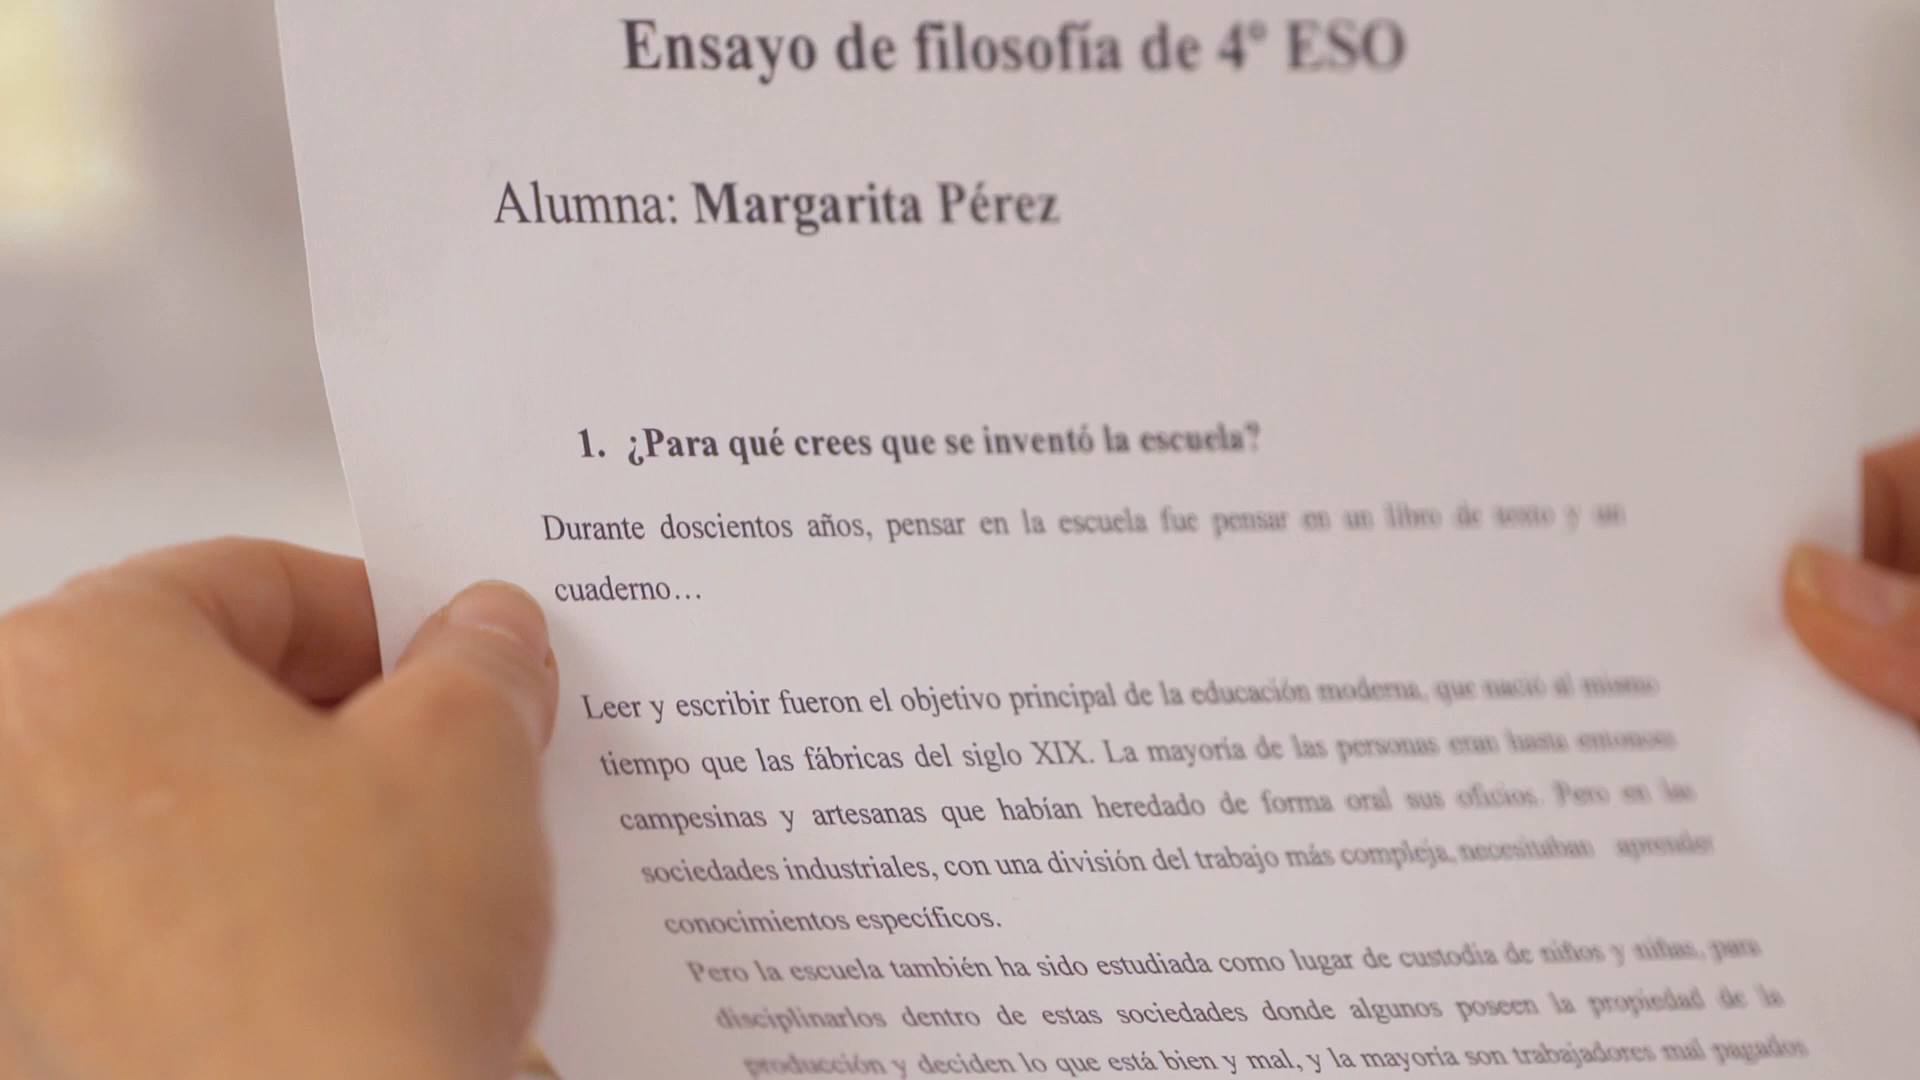 Ensayo de filosofía de 4º ESO
Alumna: Margarita Pérez
1. ¿Para qué crees que se inventó la escuela?
Durante doscientos años, pensar en la escuela fue pensar en un libro de texto y un
cuaderno…
Leer y escribir fueron el objetivo principal de la educación moderna, que nació al mismo
tiempo que las fábricas del siglo XIX. La mayoría de las personas eran hasta entonces
campesinas y artesanas que habían heredado de forma oral sus oficios. Pero en las
sociedades industriales, con una división del trabajo más compleja, necesitaban aprender
conocimientos específicos.
Pero la escuela también ha sido estudiada como lugar de custodia de niños y niñas, para
disciplinarlos dentro de estas sociedades donde algunos poseen la propiedad de la
producción y deciden lo que está bien y mal, y la mayoría son trabajadores mal pagados